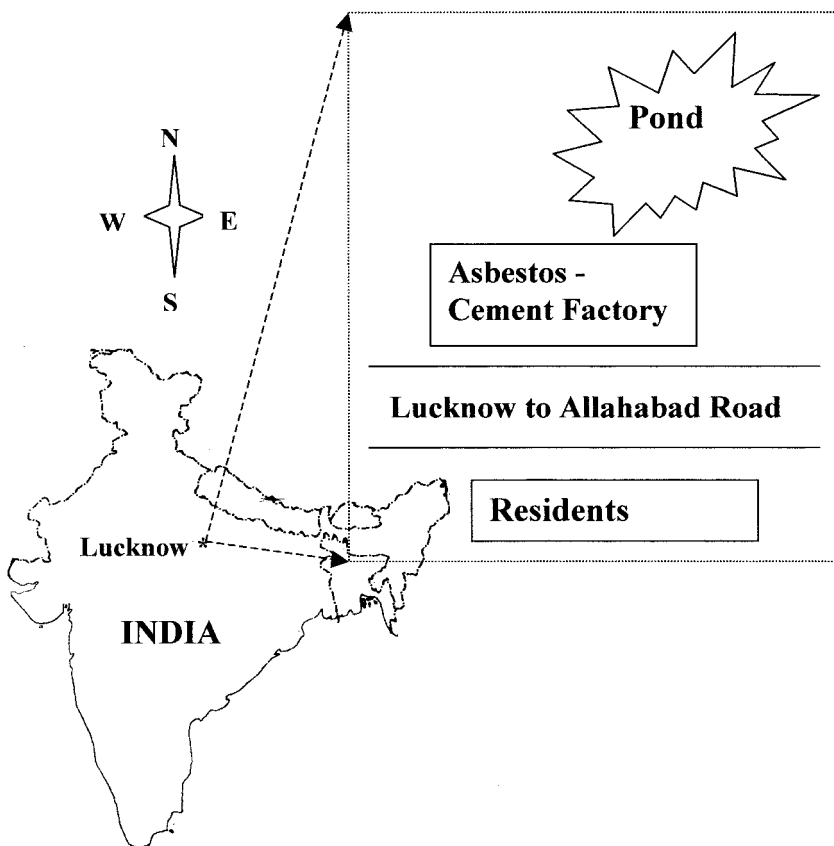 Pond
N
W E
S
Asbestos -
Cement Factory
Lucknow to Allahabad Road
Residents
Lucknow *
INDIA